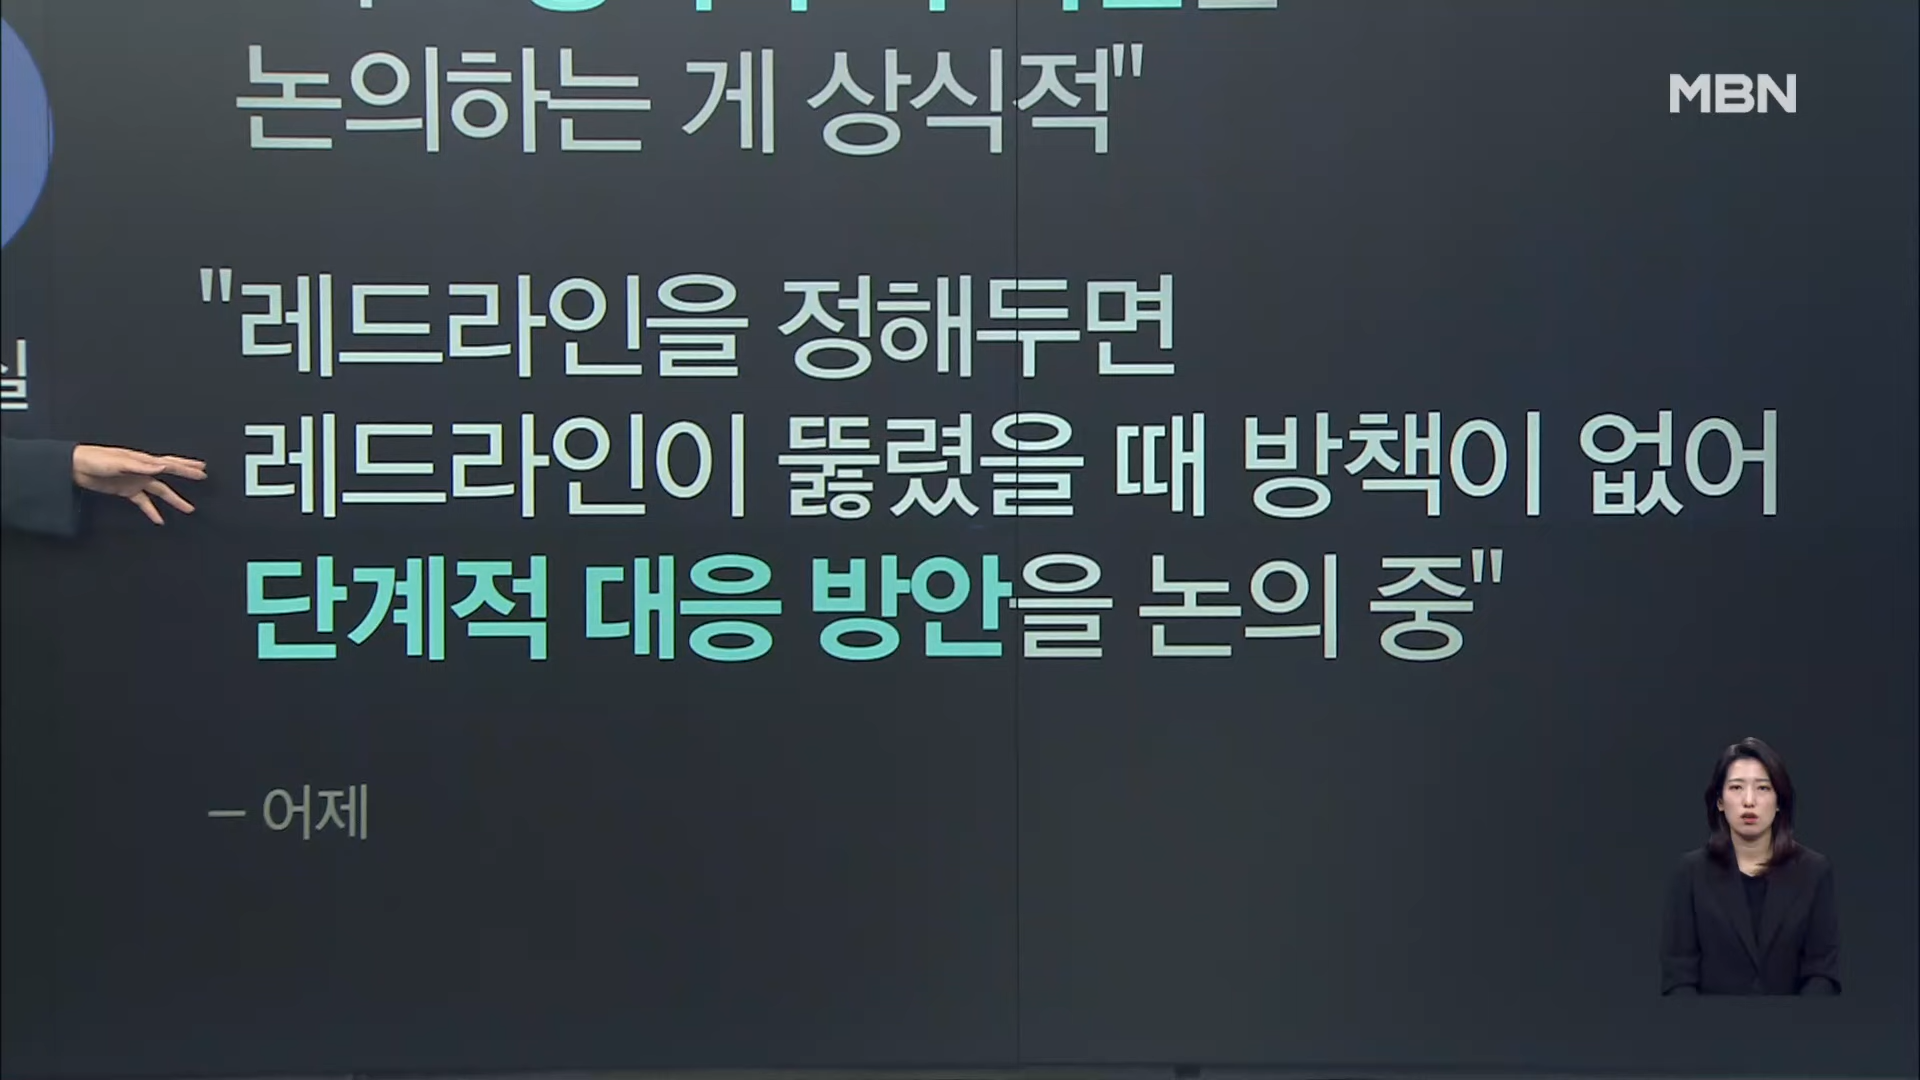 논의하는 게 상식적"
MBN
"레드라인을 정해두면
레드라인이 뚫렸을 때 방책이 없어
단계적 대응 방안을 논의 중"
– 어제